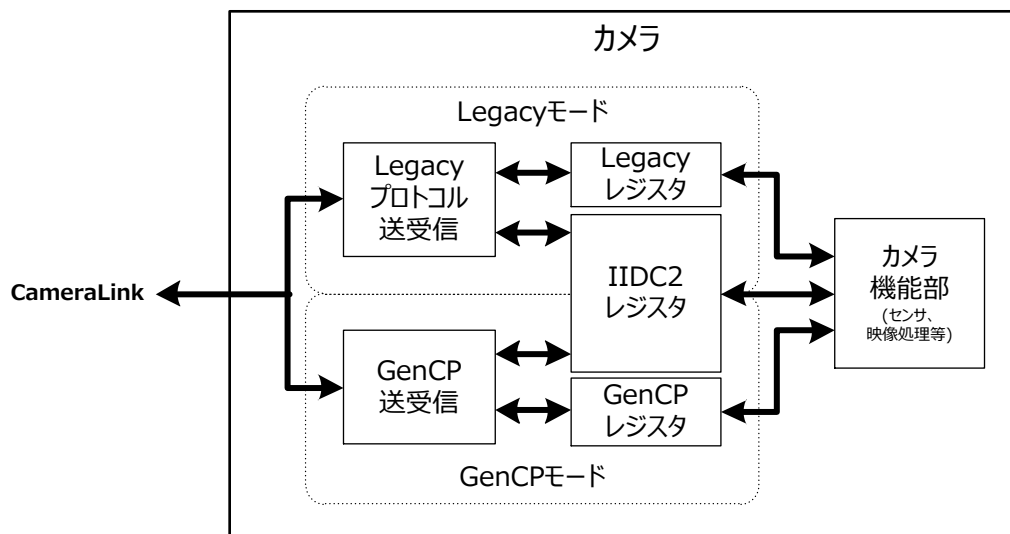 カメラ
Legacyモード
Legacy
プロトコル
送受信
Legacy
レジスタ
IIDC2
レジスタ
カメラ
機能部
(センサ、
映像処理等)
CameraLink
GenCP
送受信
GenCP
レジスタ
GenCPモード